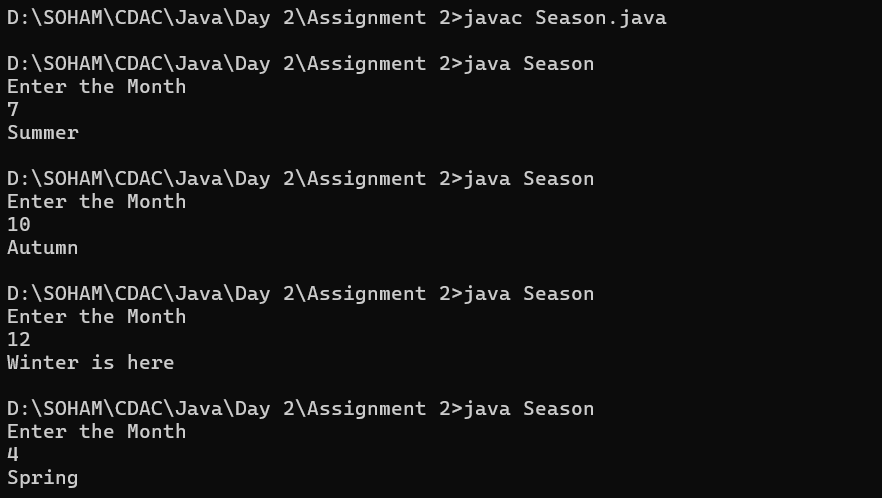 D:\SOHAM\CDAC\Java\Day 2\Assignment 2>javac Season.java
D:\SOHAM\CDAC\Java\Day 2\Assignment 2>java Season
Enter the Month
7
Summer
D:\SOHAM\CDAC\Java\Day 2\Assignment 2>java Season
Enter the Month
10
Autumn
D:\SOHAM\CDAC\Java\Day 2\Assignment 2>java Season
Enter the Month
12
Winter is here
D:\SOHAM\CDAC\Java\Day 2\Assignment 2>java Season
Enter the Month
4
Spring